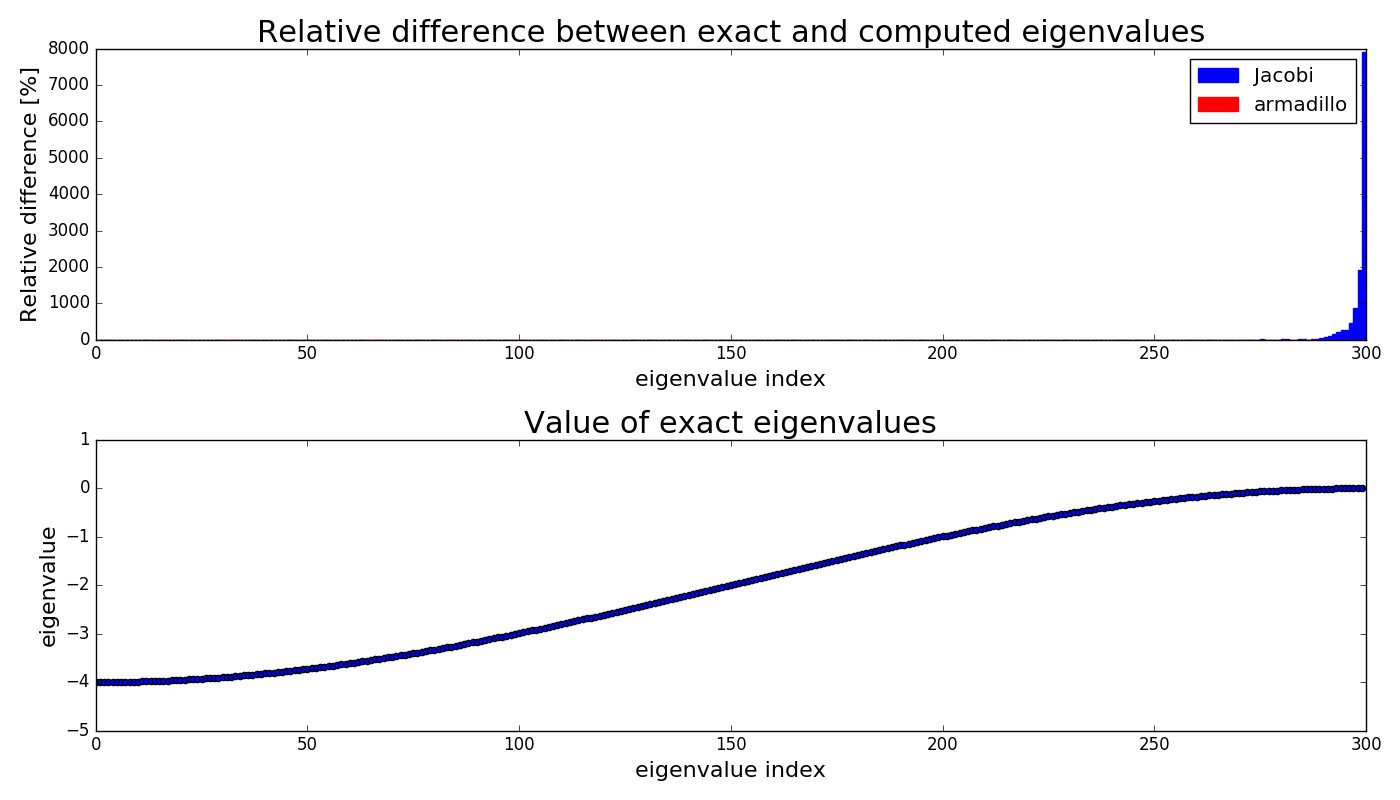 Relative difference between exact and computed eigenvalues
8000
7000
6000
5000
4000
3000
2000
1000
0
Relative difference [%]
Jacobi
armadillo
0 50 100 150 200 250 300
eigenvalue index
Value of exact eigenvalues
1
0
−1
−2
−3
−4
−5
eigenvalue
0 50 100 150 200 250 300
eigenvalue index